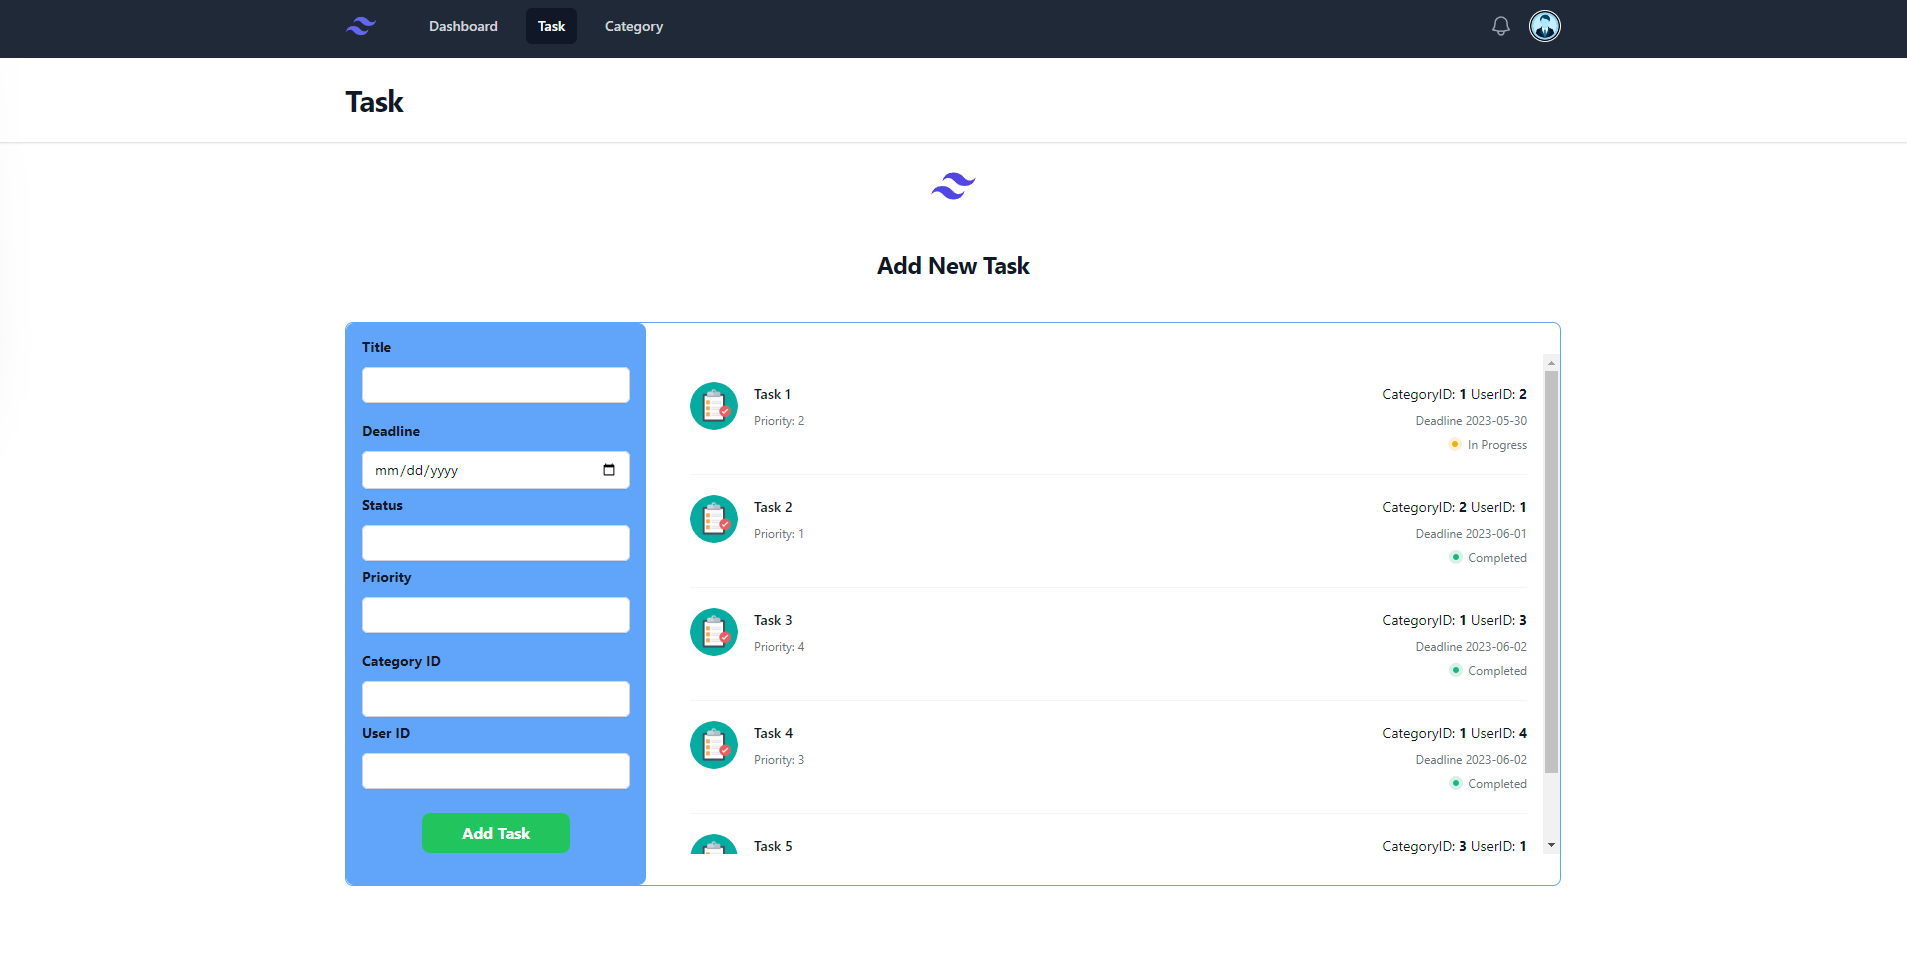 Dashboard Task Category
Task
Add New Task
Title
Deadline
mm/dd/yyyy
Status
Priority
Category ID
User ID
Add Task
Task 1 CategoryID: 1 UserID: 2
Priority: 2 Deadline 2023-05-30
In Progress
Task 2 CategoryID: 2 UserID: 1
Priority: 1 Deadline 2023-06-01
Completed
Task 3 CategoryID: 1 UserID: 3
Priority: 4 Deadline 2023-06-02
Completed
Task 4 CategoryID: 1 UserID: 4
Priority: 3 Deadline 2023-06-02
Completed
Task 5 CategoryID: 3 UserID: 1